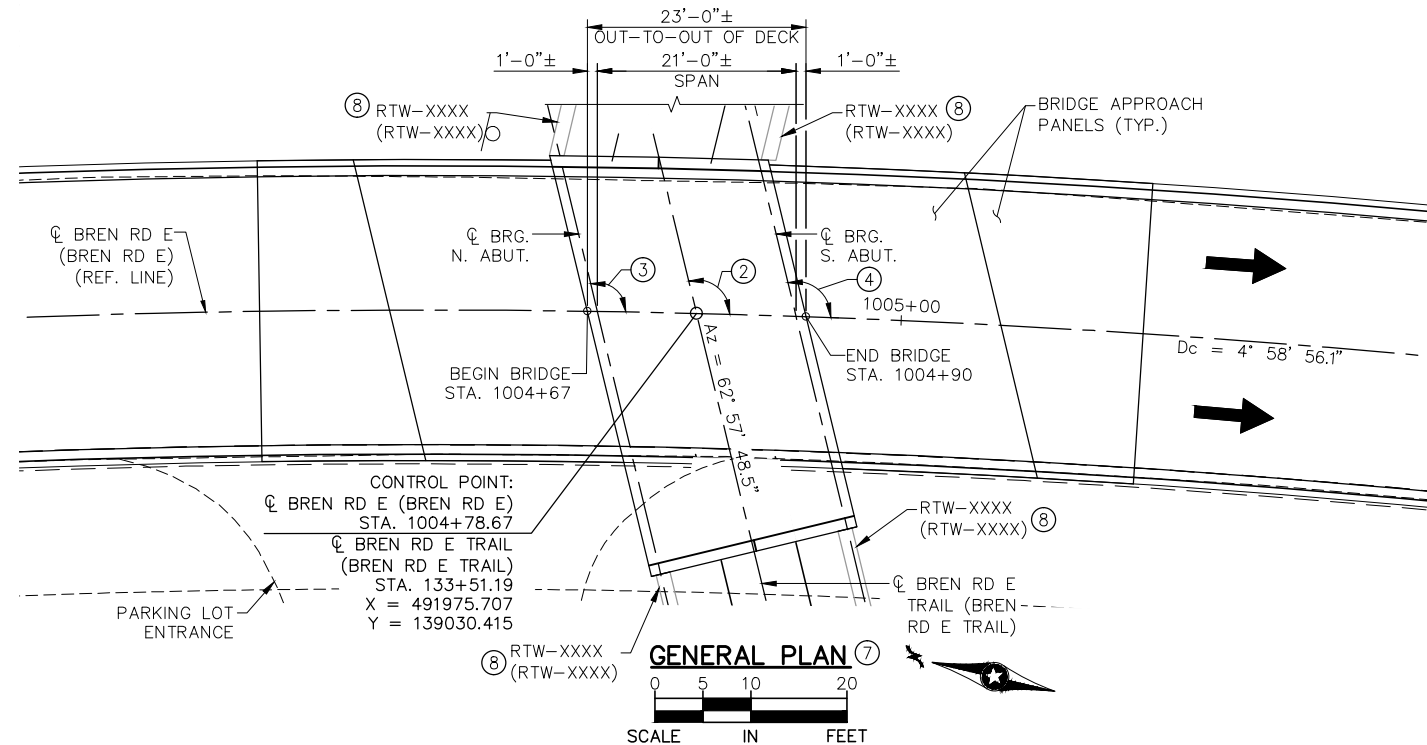 23'-0"±
OUT-TO-OUT OF DECK
1'-0"±
21'-0"±
1'-0"±
SPAN
8 RTW-XXXX
(RTW-XXXX)
RTW-XXXX 8
(RTW-XXXX)
BRIDGE APPROACH
PANELS (TYP.)
℄ BREN RD E
(BREN RD E)
(REF. LINE)
℄ BRG.
N. ABUT.
℄ BRG.
S. ABUT.
3
2
4
1005+00
Dc = 4° 58' 56.1"
BEGIN BRIDGE
STA. 1004+67
END BRIDGE
STA. 1004+90
Az = 62° 57' 48.5"
CONTROL POINT:
℄ BREN RD E (BREN RD E)
STA. 1004+78.67
℄ BREN RD E TRAIL
(BREN RD E TRAIL)
STA. 133+51.19
X = 491975.707
Y = 139030.415
PARKING LOT
ENTRANCE
RTW-XXXX
(RTW-XXXX) 8
℄ BREN RD E
TRAIL (BREN
RD E TRAIL)
8 RTW-XXXX
(RTW-XXXX)
GENERAL PLAN 7
0 5 10 20
SCALE IN FEET